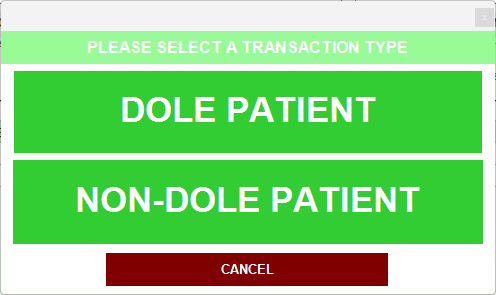 PLEASE SELECT A TRANSACTION TYPE
DOLE PATIENT
NON-DOLE PATIENT
CANCEL